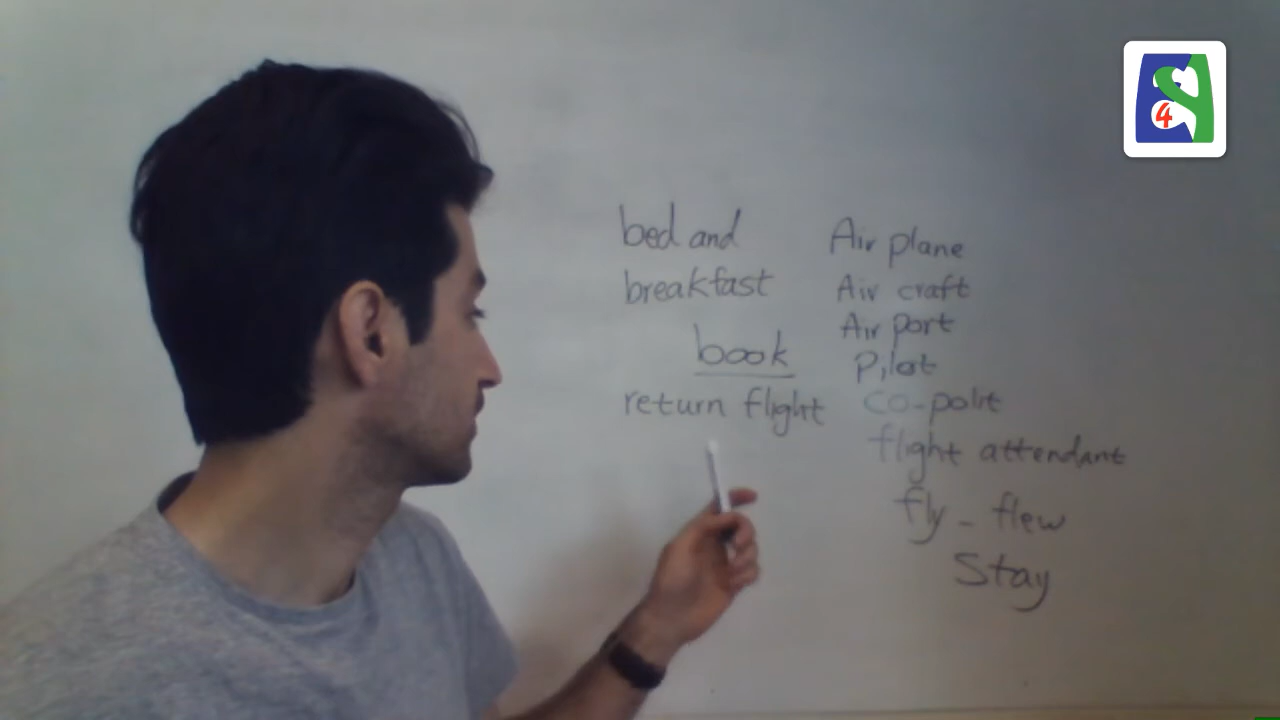 bed and
breakfast
book
return flight
Air plane
Air craft
Air port
Pilot
co-polit
flight attendant
fly - flew
Stay
4